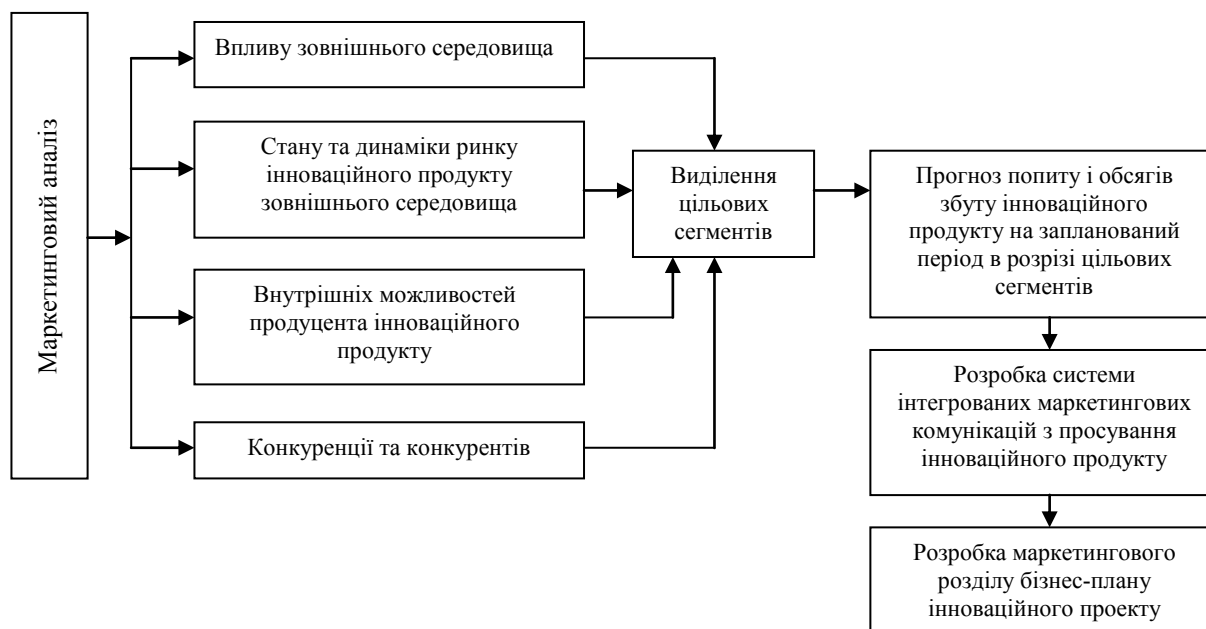 Маркетинговий аналіз
Впливу зовнішнього середовища
Стану та динаміки ринку
інноваційного продукту
зовнішнього середовища
Внутрішніх можливостей
продуцента інноваційного
продукту
Конкуренції та конкурентів
Виділення
цільових
сегментів
Прогноз попиту і обсягів
збуту інноваційного
продукту на запланований
період в розрізі цільових
сегментів
Розробка системи
інтегрованих маркетингових
комунікацій з просування
інноваційного продукту
Розробка маркетингового
розділу бізнес-плану
інноваційного проекту